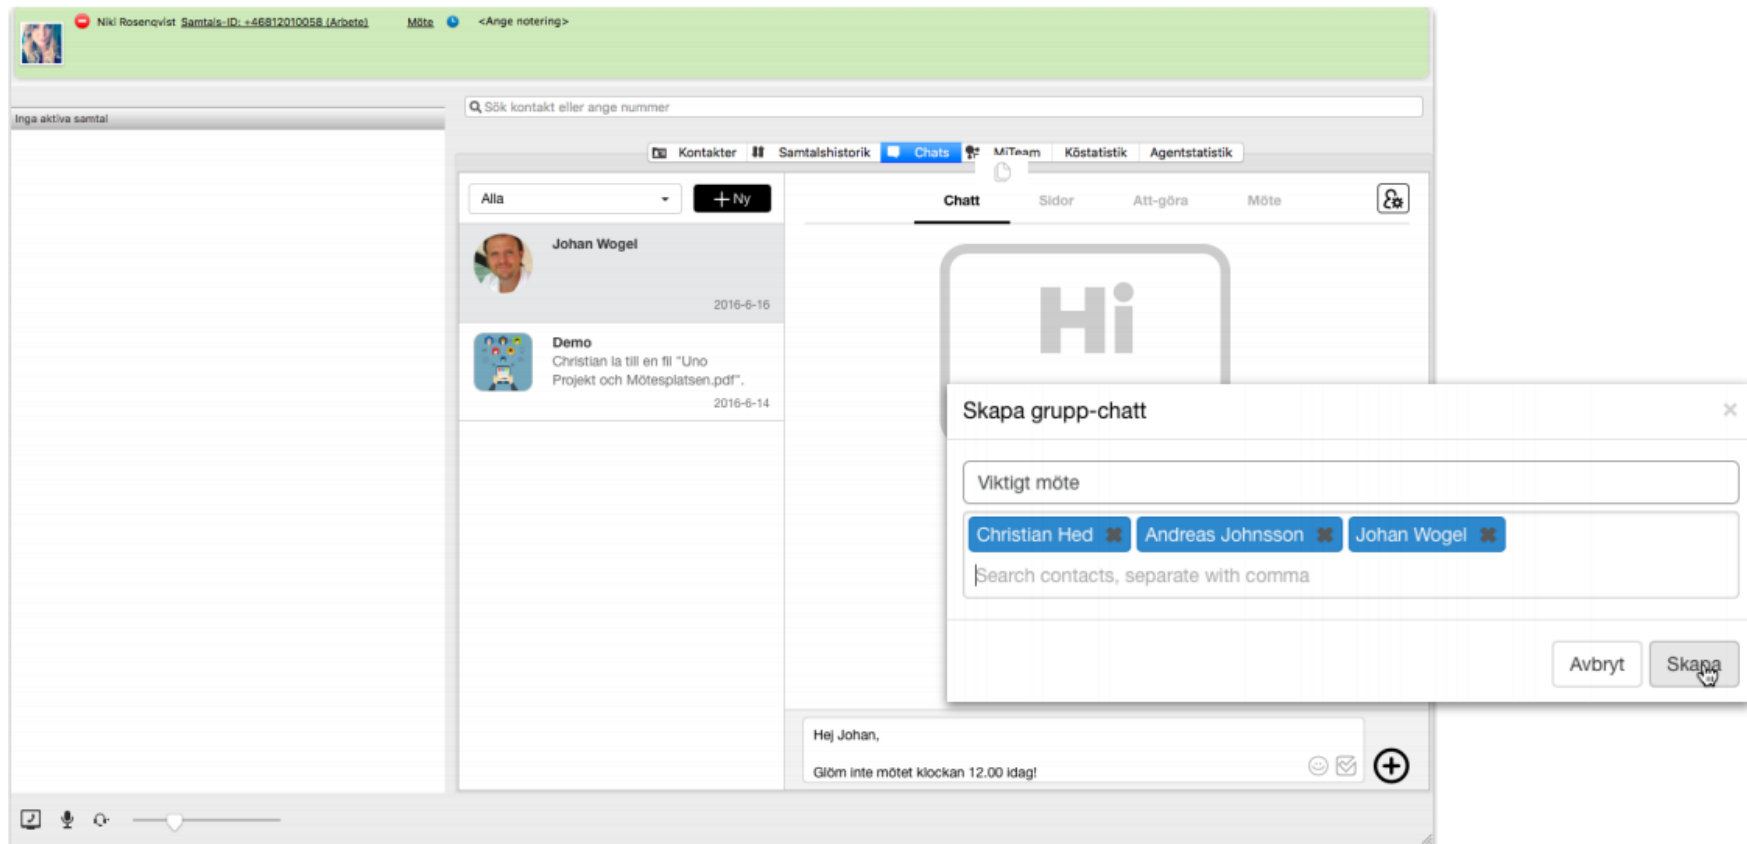 Niki Rosenqvist Samtals-ID: +46812010058 (Arbete) Möte <Ange notering>
Sök kontakt eller ange nummer
Inga aktiva samtal
Kontakter Samtalshistorik Chats MiTeam Köstatistik Agentstatistik
Alla + Ny
Chatt Sidor Att-göra Möte
Johan Wogel
2016-6-16
Demo
Christian la till en fil "Uno
Projekt och Mötesplatsen.pdf".
2016-6-14
Hi
Skapa grupp-chatt ×
Viktigt möte
Christian Hed ✖ Andreas Johnsson ✖ Johan Wogel ✖
Search contacts, separate with comma
Avbryt Skapa
Hej Johan,
Glöm inte mötet klockan 12.00 idag!